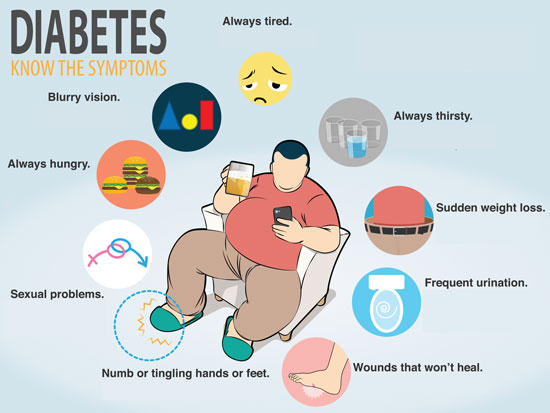 DIABETES
KNOW THE SYMPTOMS
Always tired.
Blurry vision.
Always thirsty.
Always hungry.
Sudden weight loss.
Sexual problems.
Frequent urination.
Numb or tingling hands or feet.
Wounds that won't heal.